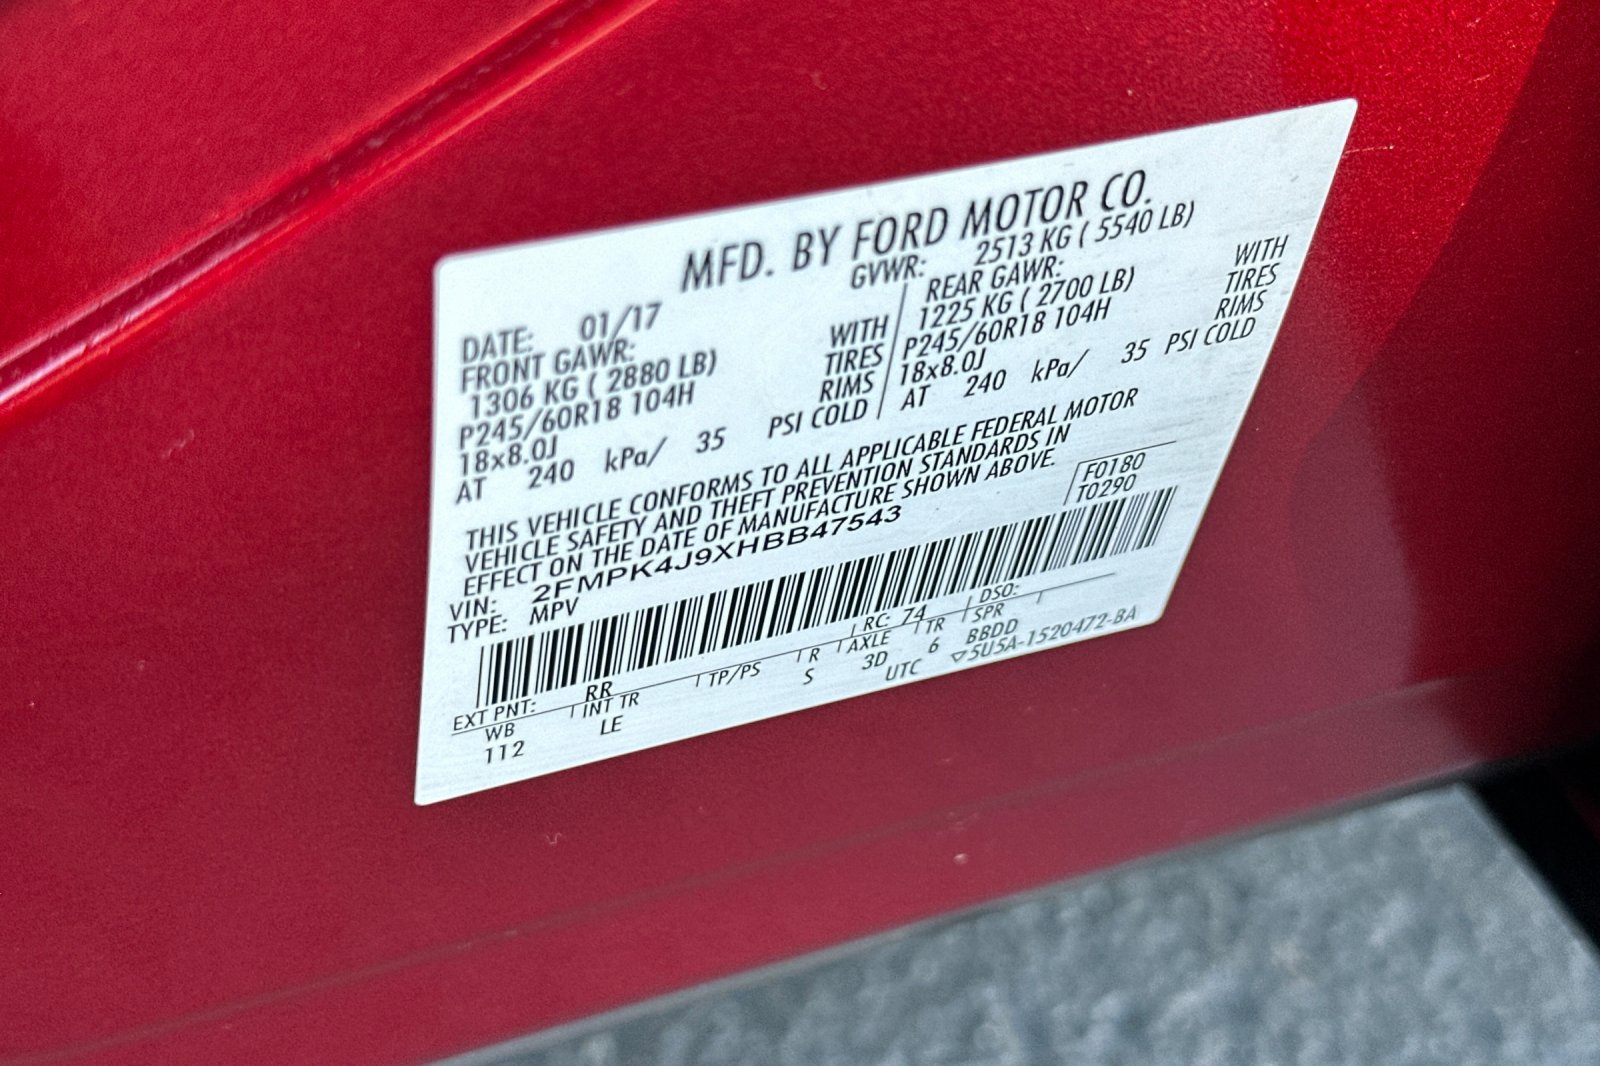 MFD. BY FORD MOTOR CO.
DATE: 01/17
GVWR: 2513 KG ( 5540 LB)
FRONT GAWR:
1306 KG ( 2880 LB)
WITH
P245/60R18 104H
TIRES
18x8.0J
RIMS
AT 240 kPa/ 35 PSI COLD
REAR GAWR:
1225 KG ( 2700 LB)
WITH
P245/60R18 104H
TIRES
18x8.0J
RIMS
AT 240 kPa/ 35 PSI COLD
THIS VEHICLE CONFORMS TO ALL APPLICABLE FEDERAL MOTOR
VEHICLE SAFETY AND THEFT PREVENTION STANDARDS IN
EFFECT ON THE DATE OF MANUFACTURE SHOWN ABOVE.
F0180
T0290
VIN: 2FMPK4J9XHBB47543
TYPE: MPV
EXT PNT: RR RC: 74 DSO:
WB INT TR TP/PS R AXLE TR SPR
112 LE S 3D 6 BBDD
UTC ▽5U5A-1520472-BA